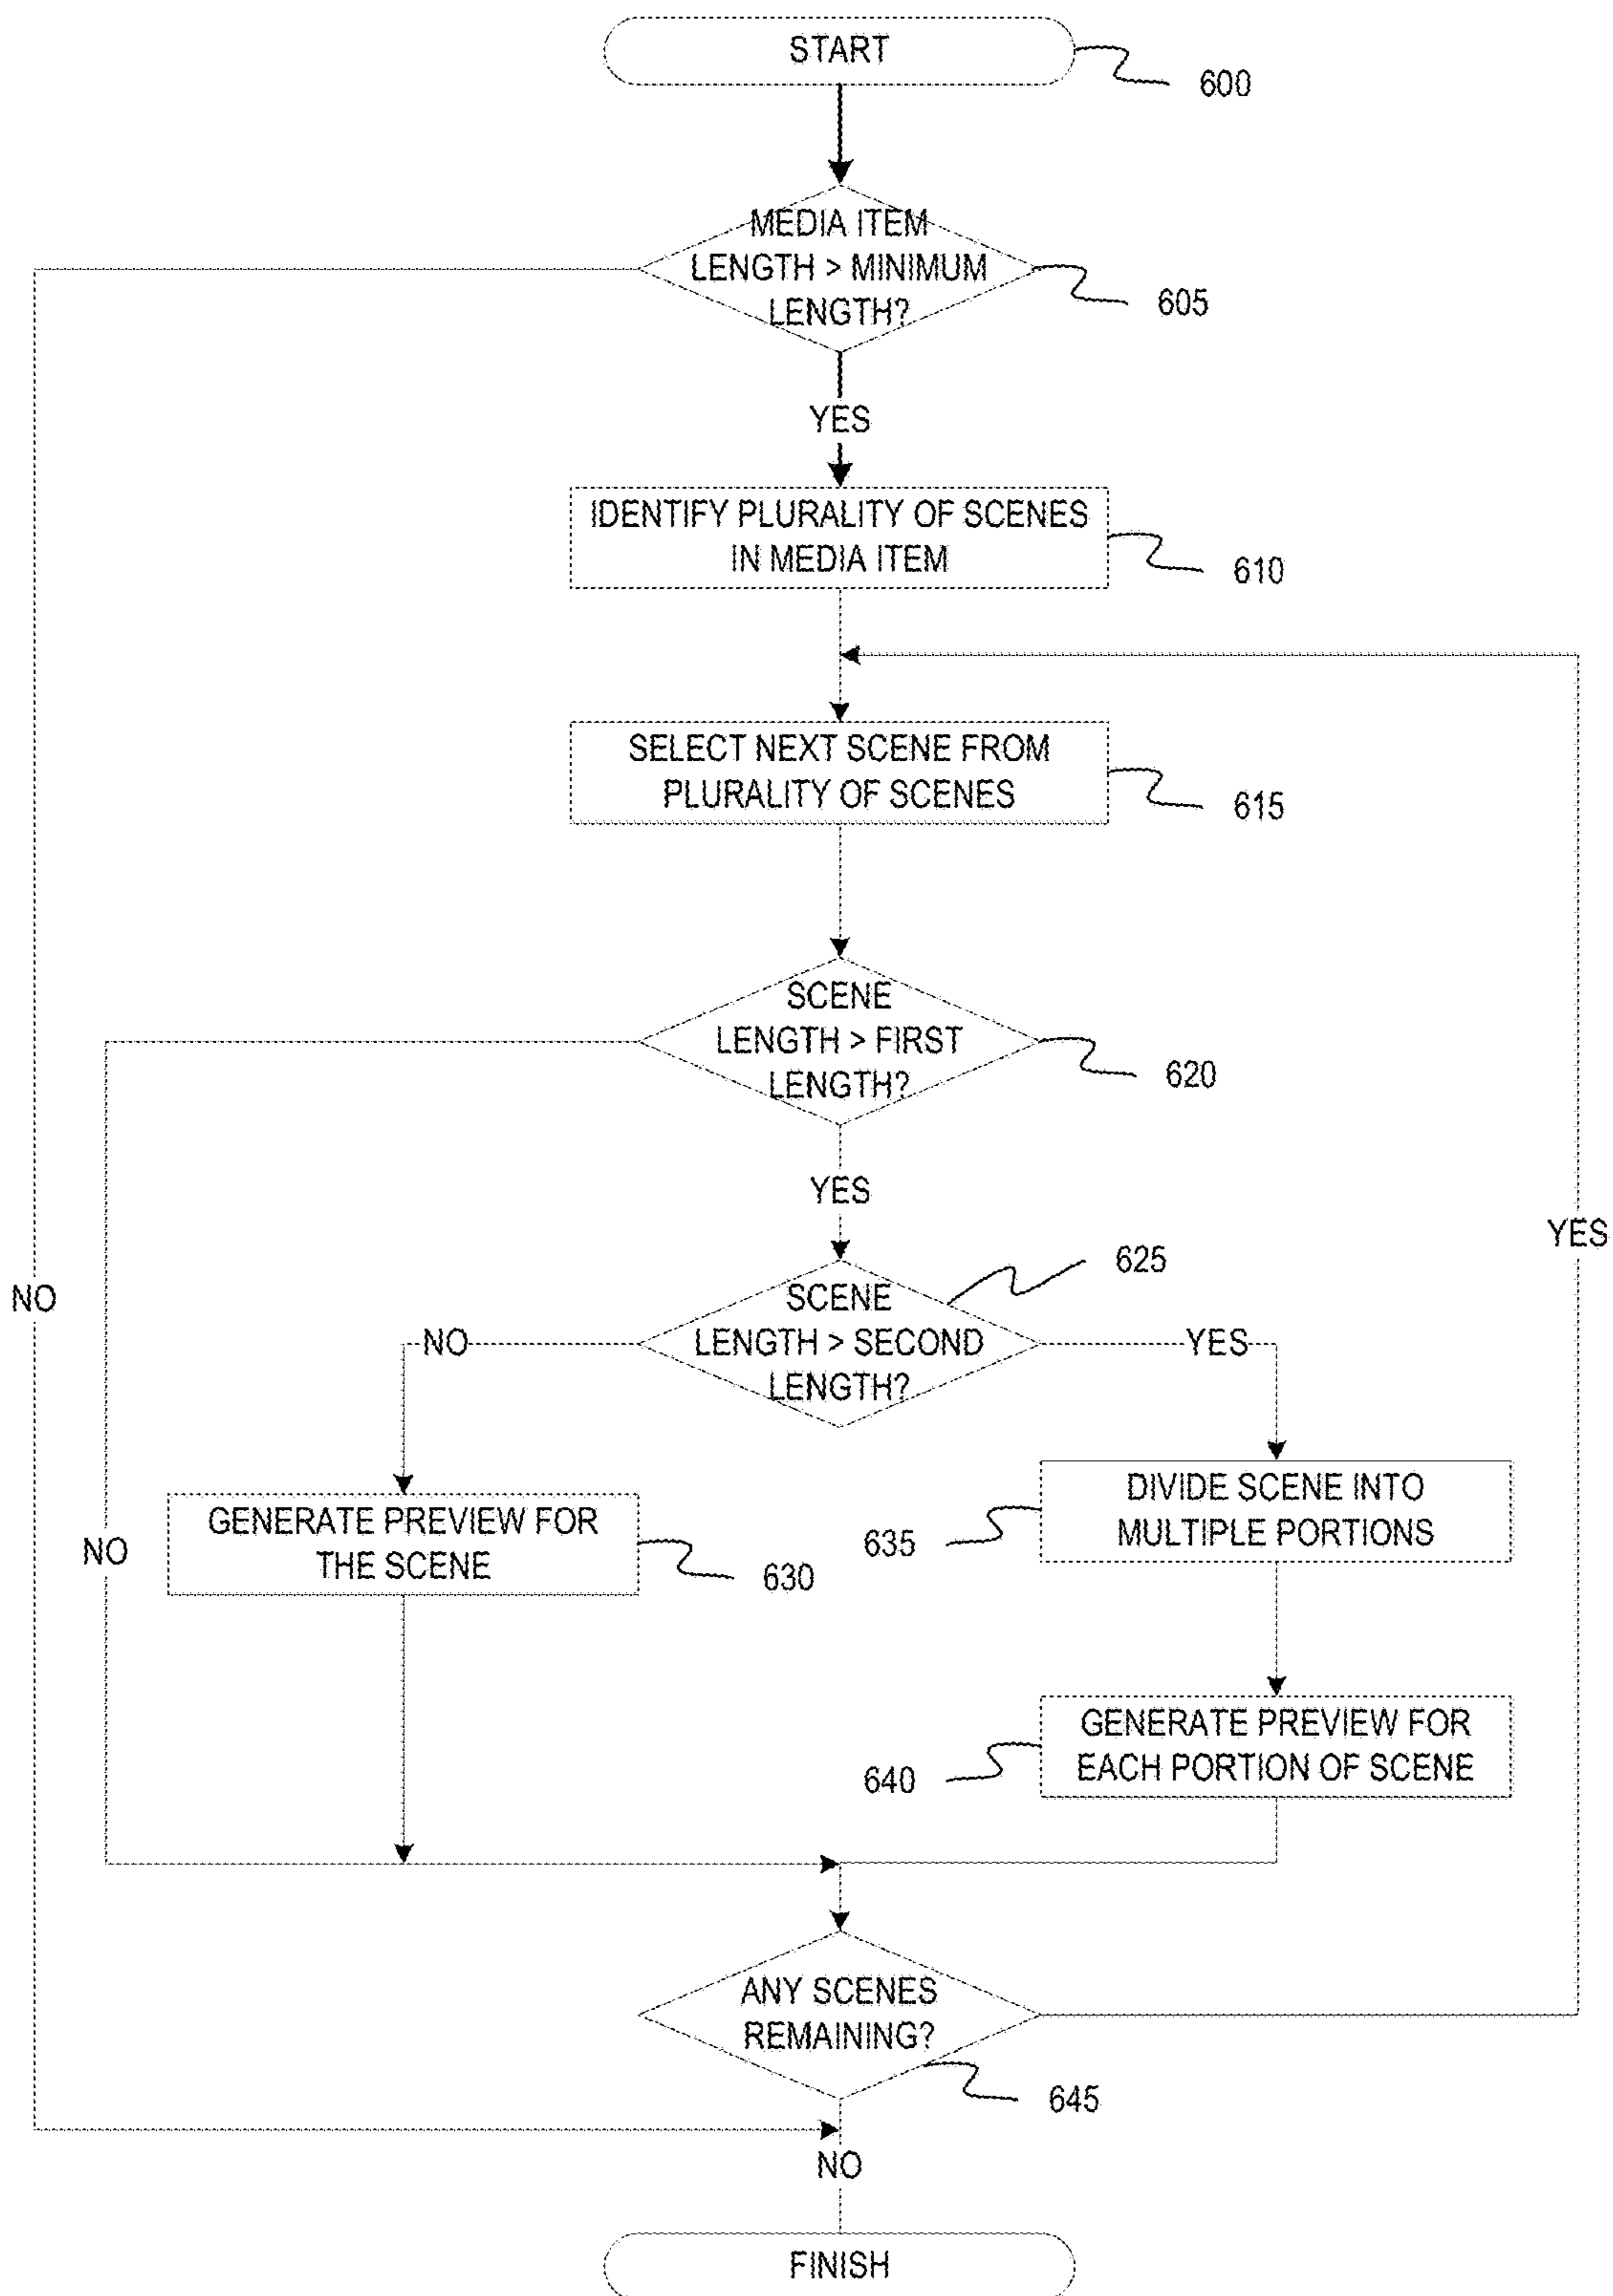 START
600
MEDIA ITEM
LENGTH > MINIMUM
LENGTH?
605
YES
IDENTIFY PLURALITY OF SCENES
IN MEDIA ITEM
610
SELECT NEXT SCENE FROM
PLURALITY OF SCENES
615
SCENE
LENGTH > FIRST
LENGTH?
620
YES
YES
625
SCENE
LENGTH > SECOND
LENGTH?
NO
YES
NO
NO
GENERATE PREVIEW FOR
THE SCENE
630
DIVIDE SCENE INTO
MULTIPLE PORTIONS
635
GENERATE PREVIEW FOR
EACH PORTION OF SCENE
640
ANY SCENES
REMAINING?
645
NO
FINISH